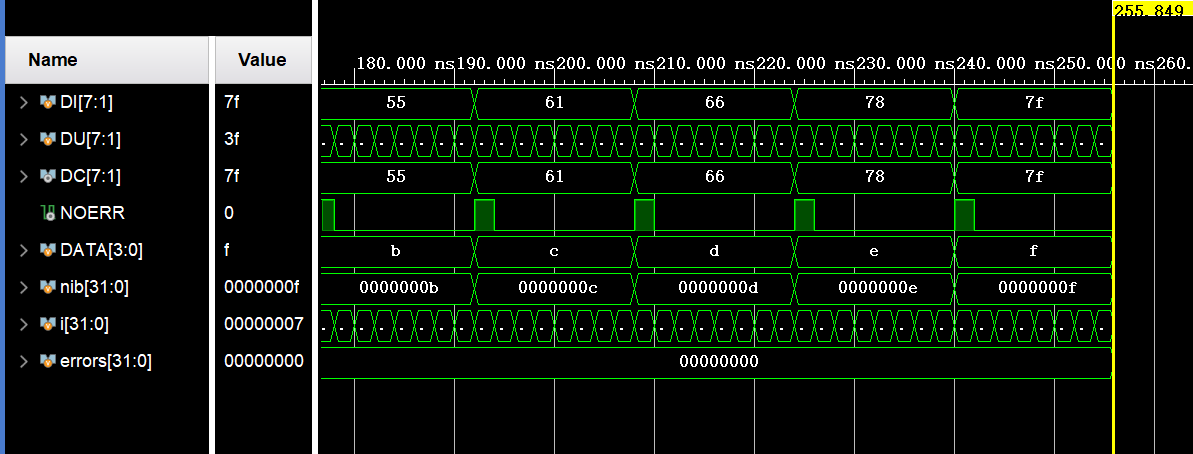 255.849
Name Value
180.000 ns 190.000 ns 200.000 ns 210.000 ns 220.000 ns 230.000 ns 240.000 ns 250.000 ns 260.
DI[7:1] 7f 55 61 66 78 7f
DU[7:1] 3f
DC[7:1] 7f 55 61 66 78 7f
NOERR 0
DATA[3:0] f b c d e f
nib[31:0] 0000000f 0000000b 0000000c 0000000d 0000000e 0000000f
i[31:0] 00000007
errors[31:0] 00000000 00000000